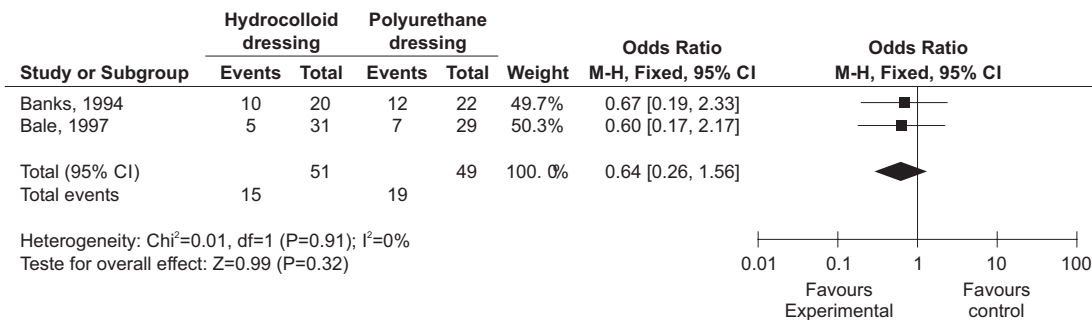 Hydrocolloid dressing Polyurethane dressing Odds Ratio Odds Ratio
Study or Subgroup Events Total Events Total Weight M-H, Fixed, 95% CI M-H, Fixed, 95% CI
Banks, 1994 10 20 12 22 49.7% 0.67 [0.19, 2.33]
Bale, 1997 5 31 7 29 50.3% 0.60 [0.17, 2.17]
Total (95% CI) 51 49 100. 0% 0.64 [0.26, 1.56]
Total events 15 19
Heterogeneity: Chi²=0.01, df=1 (P=0.91); I²=0%
Teste for overall effect: Z=0.99 (P=0.32)
0.01 0.1 1 10 100
Favours Experimental Favours control